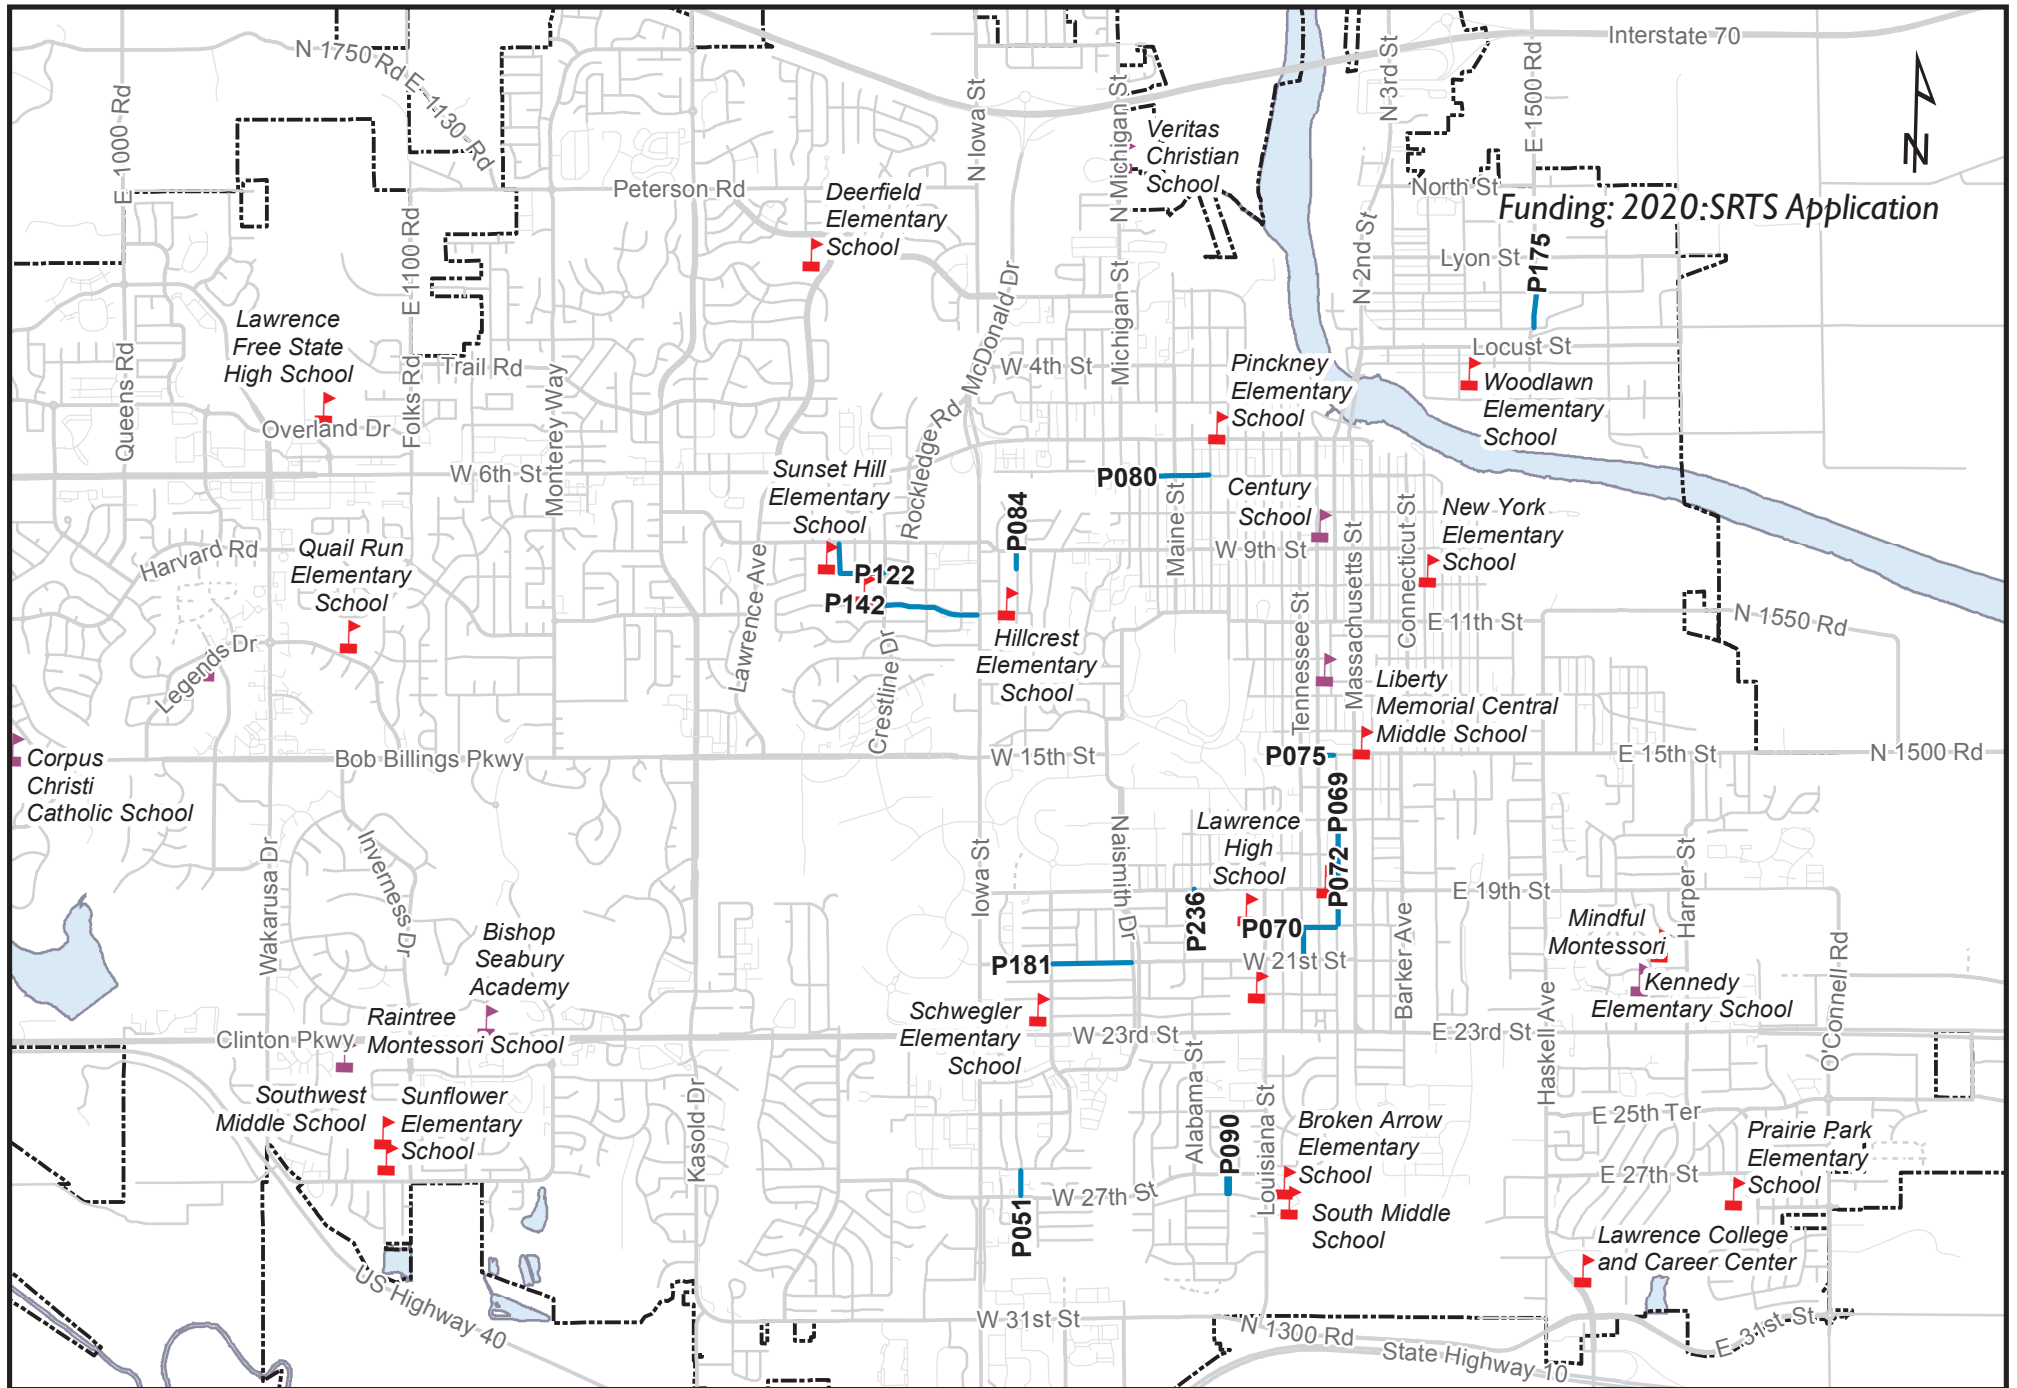 Interstate 70
N 1750 Rd
E 1130 Rd
E 1000 Rd
N Iowa St
N Michigan St
N 3rd St
E 1500 Rd
N
Veritas
Christian
School
Peterson Rd
Deerfield
Elementary
School
North St
Funding: 2020 SRTS Application
E 1100 Rd
N 2nd St
Lyon St
P175
McDonald Dr
Michigan St
Lawrence
Free State
High School
Queens Rd
Folks Rd
Trail Rd
Monterey Way
W 4th St
Pinckney
Elementary
School
Locust St
Woodlawn
Elementary
School
Overland Dr
Rockledge Rd
W 6th St
Sunset Hill
Elementary
School
P080
Maine St
Century
School
P084
Connecticut St
New York
Elementary
School
Harvard Rd
Quail Run
Elementary
School
Lawrence Ave
W 9th St
Massachusetts St
P122
P142
Tennessee St
E 11th St
N 1550 Rd
Legends Dr
Crestline Dr
Hillcrest
Elementary
School
Liberty
Memorial Central
Middle School
Corpus
Christi
Catholic School
Bob Billings Pkwy
W 15th St
P075
E 15th St
N 1500 Rd
P069
Wakarusa Dr
Inverness Dr
Iowa St
Naismith Dr
Lawrence
High
School
P072
E 19th St
Harper St
Bishop
Seabury
Academy
P236
P070
Barker Ave
Mindful
Montessori
O'Connell Rd
P181
W 21st St
Kennedy
Elementary School
Haskell Ave
Schwegler
Elementary
School
Clinton Pkwy
Raintree
Montessori School
W 23rd St
E 23rd St
Southwest
Middle School
Sunflower
Elementary
School
Kasold Dr
Alabama St
Louisiana St
P090
Broken Arrow
Elementary
School
E 25th Ter
Prairie Park
Elementary
School
E 27th St
P051
W 27th St
South Middle
School
Lawrence College
and Career Center
US Highway 40
W 31st St
N 1300 Rd
State Highway 10
E 31st St